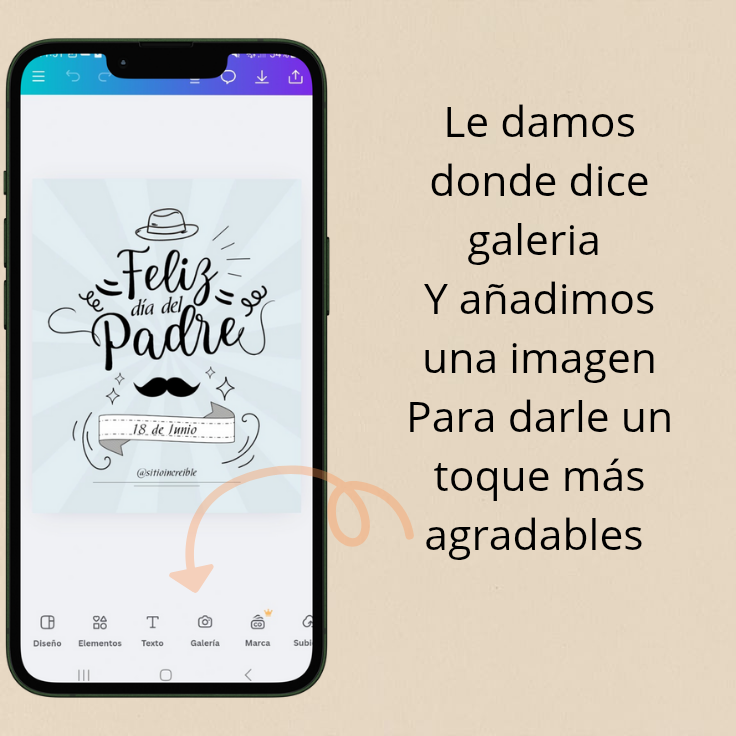 Feliz
día del
Padre
18 de Junio
@sitioincreíble
Diseño Elementos Texto Galería Marca Subi
Le damos
donde dice
galeria
Y añadimos
una imagen
Para darle un
toque más
agradables